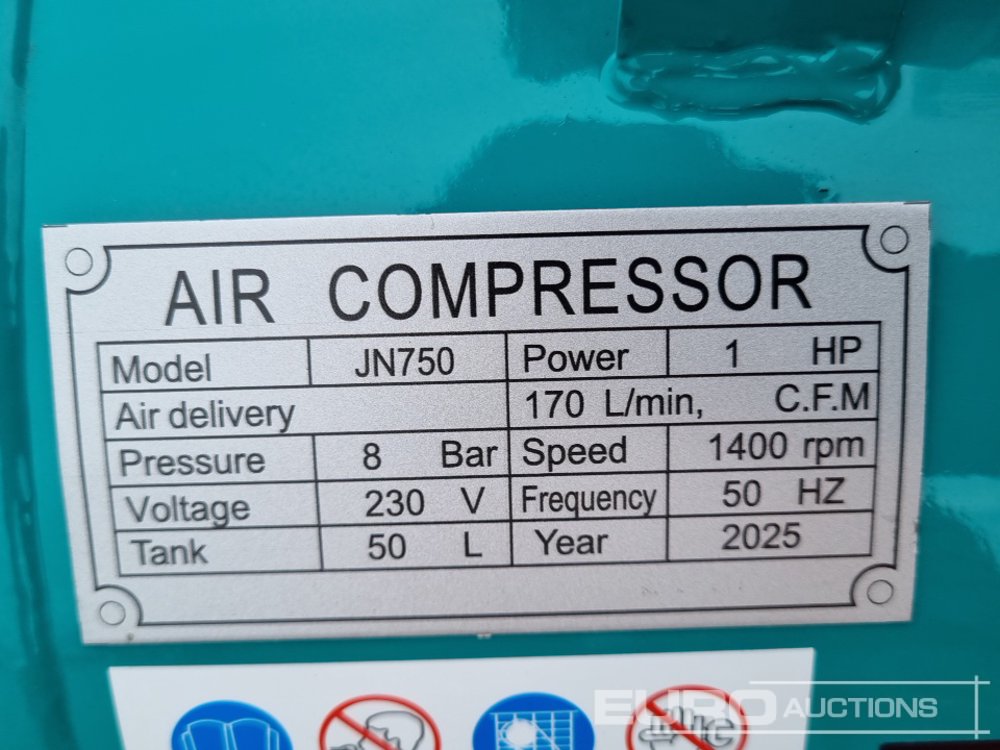 AIR COMPRESSOR
Model JN750 Power 1 HP
Air delivery 170 L/min, C.F.M
Pressure 8 Bar Speed 1400 rpm
Voltage 230 V Frequency 50 HZ
Tank 50 L Year 2025
EURO AUCTIONS